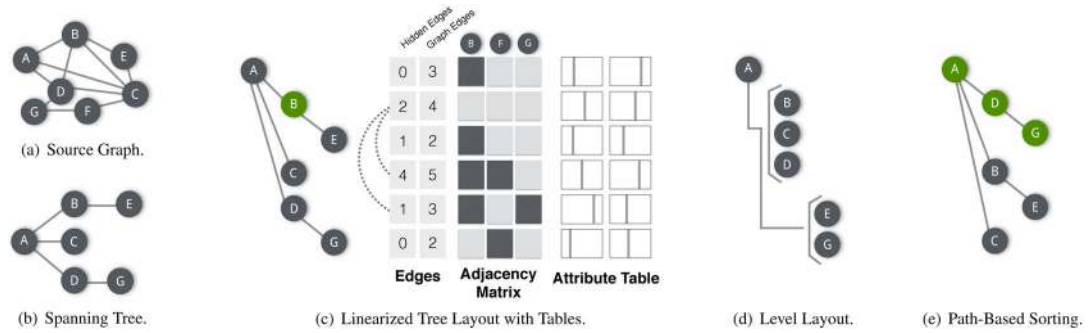 B
A
E
D
C
G
F
(a) Source Graph.
B
E
A
C
D
G
(b) Spanning Tree.
Hidden Edges
Graph Edges
B F G
A
B
E
C
D
G
0 3
2 4
1 2
4 5
1 3
0 2
Edges
Adjacency
Matrix
Attribute Table
(c) Linearized Tree Layout with Tables.
A
B
C
D
E
G
(d) Level Layout.
A
D
G
B
E
C
(e) Path-Based Sorting.